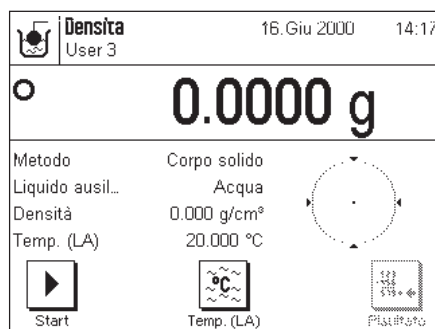 Densità 16.Giu 2000 14:17
User 3
0.0000 g
Metodo Corpo solido
Liquido ausil... Acqua
Densità 0.000 g/cm³
Temp. (LA) 20.000 °C
°C
Start Temp. (LA) Risultato